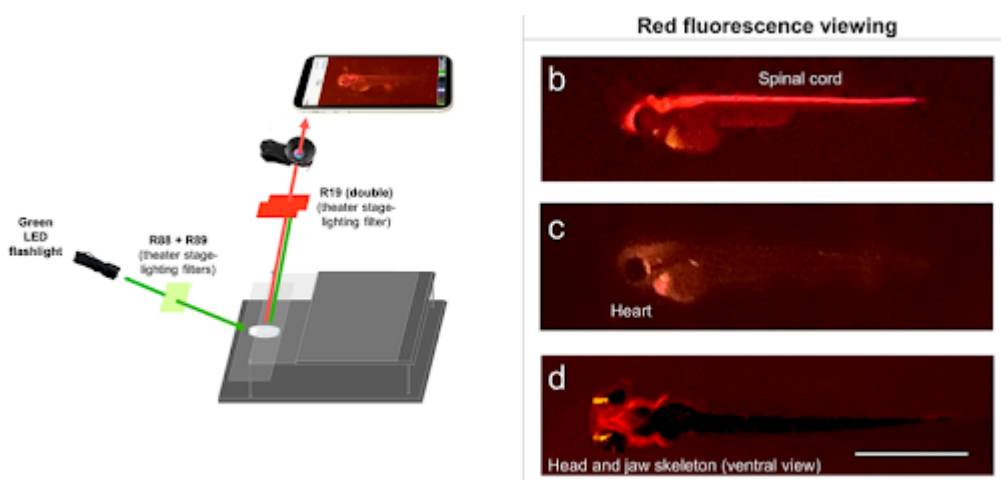 Red fluorescence viewing
Green
LED
flashlight
R88 + R89
(theater stage-
lighting filters)
R19 (double)
(theater stage-
lighting filter)
b
Spinal cord
c
Heart
d
Head and jaw skeleton (ventral view)